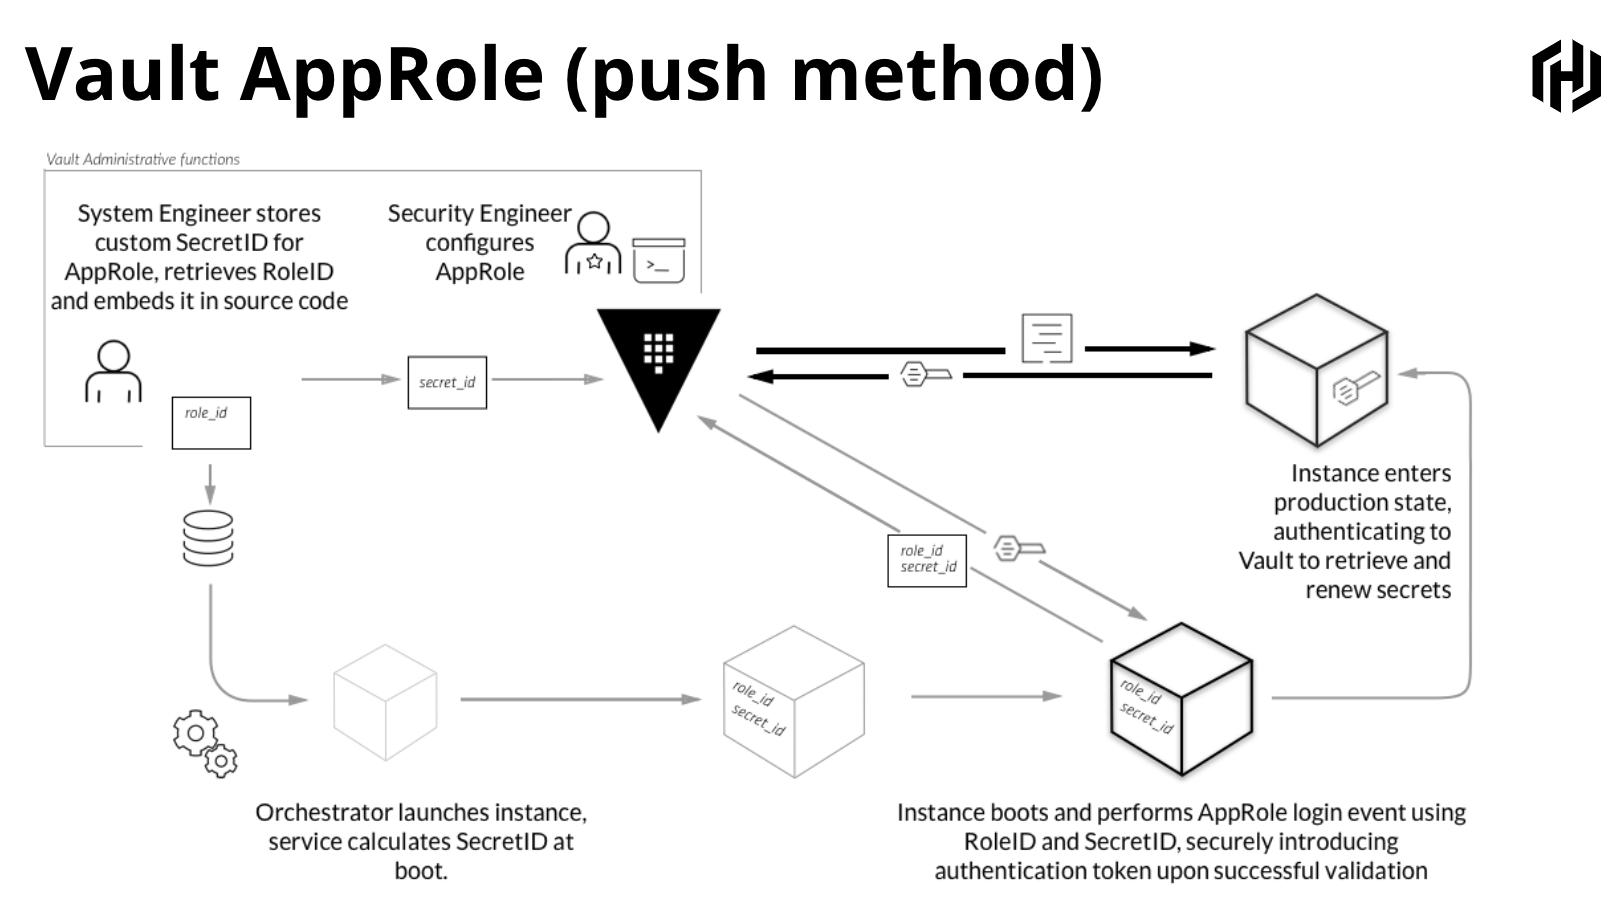 Vault AppRole (push method)
Vault Administrative functions
System Engineer stores
custom SecretID for
AppRole, retrieves RoleID
and embeds it in source code
Security Engineer
configures
AppRole
>_
secret_id
role_id
role_id
secret_id
Instance enters
production state,
authenticating to
Vault to retrieve and
renew secrets
role_id
secret_id
role_id
secret_id
Orchestrator launches instance,
service calculates SecretID at
boot.
Instance boots and performs AppRole login event using
RoleID and SecretID, securely introducing
authentication token upon successful validation